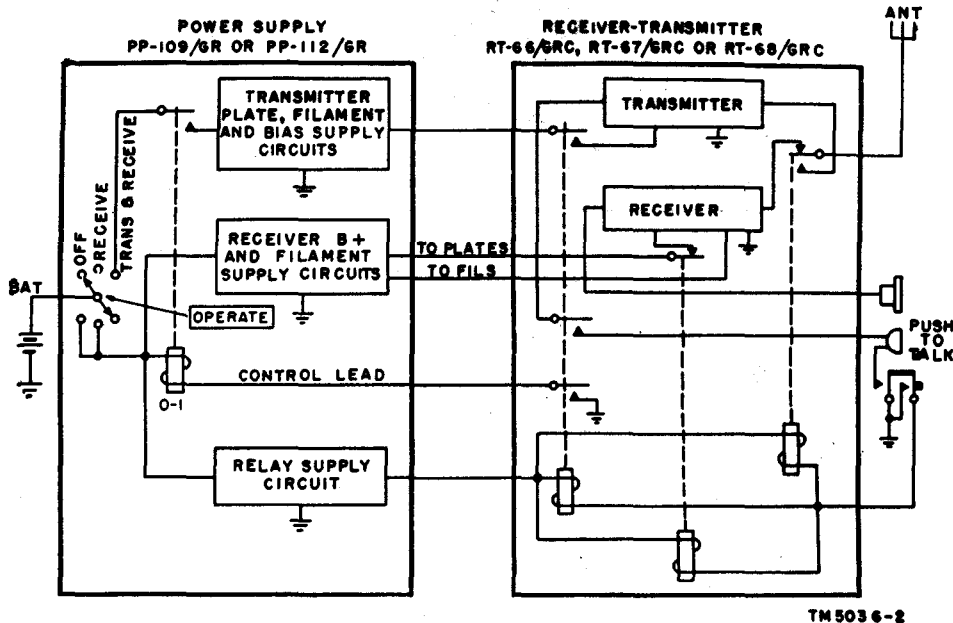 POWER SUPPLY
PP-109/GR OR PP-112/GR
RECEIVER-TRANSMITTER
RT-66/GRC, RT-67/GRC OR RT-68/GRC
ANT
TRANSMITTER
PLATE, FILAMENT
AND BIAS SUPPLY
CIRCUITS
TRANSMITTER
OFF
RECEIVE
TRANS & RECEIVE
RECEIVER B+
AND FILAMENT
SUPPLY CIRCUITS
TO PLATES
TO FILS
RECEIVER
BAT
OPERATE
PUSH
TO
TALK
CONTROL LEAD
O-1
RELAY SUPPLY
CIRCUIT
TM5036-2